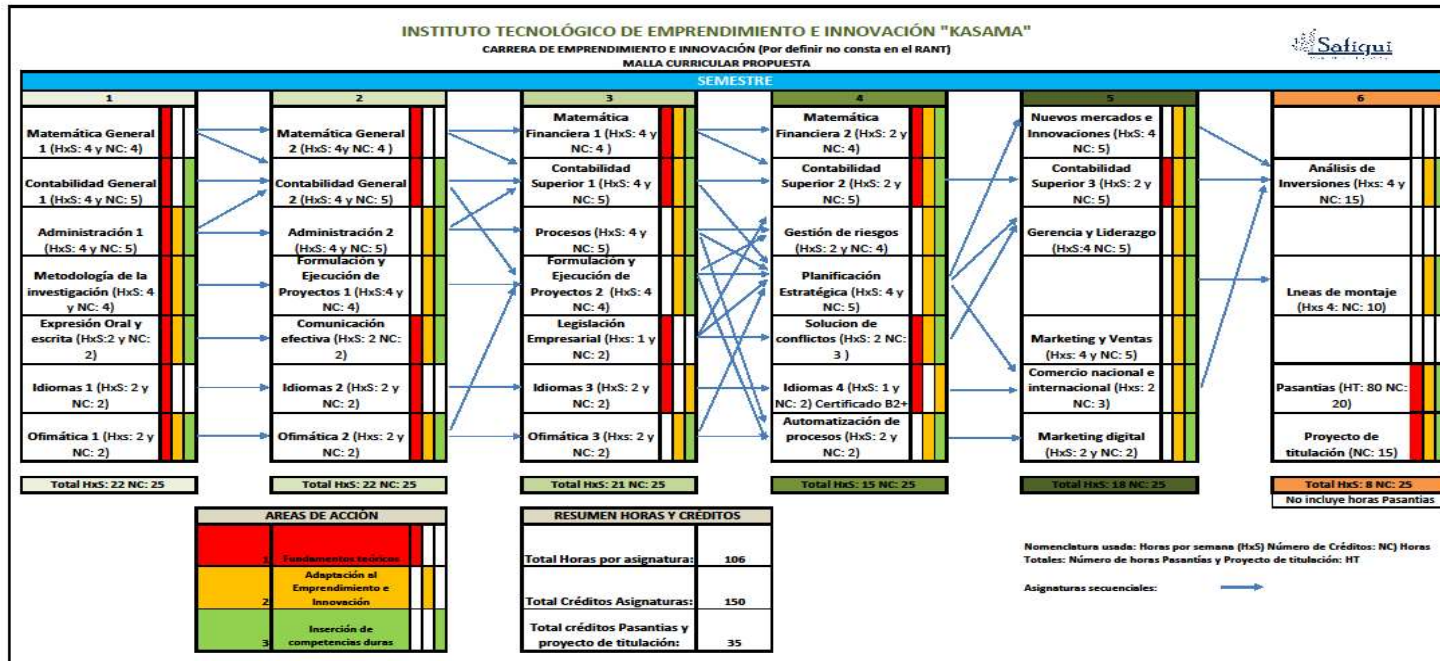 INSTITUTO TECNOLÓGICO DE EMPRENDIMIENTO E INNOVACIÓN "KASAMA"
CARRERA DE EMPRENDIMIENTO E INNOVACIÓN (Por definir no consta en el RANT)
MALLA CURRICULAR PROPUESTA
Safiqui
SEMESTRE
1
2
3
4
5
6
Matemática General
1 (HxS: 4 y NC: 4)
Matemática General
2 (HxS: 4y NC: 4 )
Matemática
Financiera 1 (HxS: 4 y
NC: 4 )
Matemática
Financiera 2 (HxS: 2 y
NC: 4)
Nuevos mercados e
Innovaciones (HxS: 4
NC: 5)
Contabilidad General
1 (HxS: 4 y NC: 5)
Contabilidad General
2 (HxS: 4 y NC: 5)
Contabilidad
Superior 1 (HxS: 4 y
NC: 5)
Contabilidad
Superior 2 (HxS: 2 y
NC: 5)
Contabilidad
Superior 3 (HxS: 2 y
NC: 5)
Análisis de
Inversiones (Hxs: 4 y
NC: 15)
Administración 1
(HxS: 4 y NC: 5)
Administración 2
(HxS: 4 y NC: 5)
Procesos (HxS: 4 y
NC: 5)
Gestión de riesgos
(HxS: 2 y NC: 4)
Gerencia y Liderazgo
(HxS:4 NC: 5)
Metodología de la
investigación (HxS: 4
y NC: 4)
Formulación y
Ejecución de
Proyectos 1 (HxS:4 y
NC: 4)
Formulación y
Ejecución de
Proyectos 2 (HxS: 4
NC: 4)
Planificación
Estratégica (HxS: 4 y
NC: 5)
Lneas de montaje
(Hxs 4: NC: 10)
Expresión Oral y
escrita (HxS:2 y NC:
2)
Comunicación
efectiva (HxS: 2 NC:
2)
Legislación
Empresarial (Hxs: 1 y
NC: 2)
Solucion de
conflictos (HxS: 2 NC:
3 )
Marketing y Ventas
(Hxs: 4 y NC: 5)
Idiomas 1 (HxS: 2 y
NC: 2)
Idiomas 2 (HxS: 2 y
NC: 2)
Idiomas 3 (HxS: 2 y
NC: 2)
Idiomas 4 (HxS: 1 y
NC: 2) Certificado B2+
Comercio nacional e
internacional (Hxs: 2
NC: 3)
Pasantías (HT: 80 NC:
20)
Ofimática 1 (Hxs: 2 y
NC: 2)
Ofimática 2 (Hxs: 2 y
NC: 2)
Ofimática 3 (Hxs: 2 y
NC: 2)
Automatización de
procesos (HxS: 2 y
NC: 2)
Marketing digital
(HxS: 2 y NC: 2)
Proyecto de
titulación (NC: 15)
Total HxS: 22 NC: 25
Total HxS: 22 NC: 25
Total HxS: 21 NC: 25
Total HxS: 15 NC: 25
Total HxS: 18 NC: 25
Total HxS: 8 NC: 25
No incluye horas Pasantias
AREAS DE ACCIÓN
1 Fundamentos teóricos
2 Adaptación al
Emprendimiento e
Innovación
3 Inserción de
competencias duras
RESUMEN HORAS Y CRÉDITOS
Total Horas por asignatura: 106
Total Créditos Asignaturas: 150
Total créditos Pasantias y
proyecto de titulación: 35
Nomenclatura usada: Horas por semana (HxS) Número de Créditos: NC) Horas
Totales: Número de horas Pasantías y Proyecto de titulación: HT
Asignaturas secuenciales: